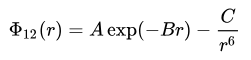 Φ₁₂(r) = A exp(−Br) − C/r⁶